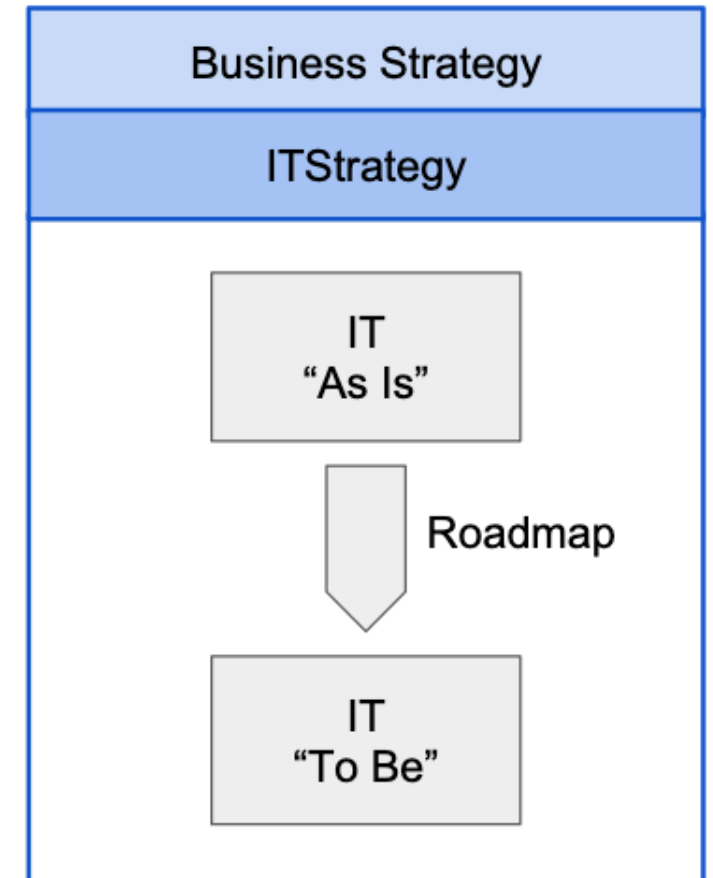 Business Strategy
ITStrategy
IT
“As Is”
Roadmap
IT
“To Be”